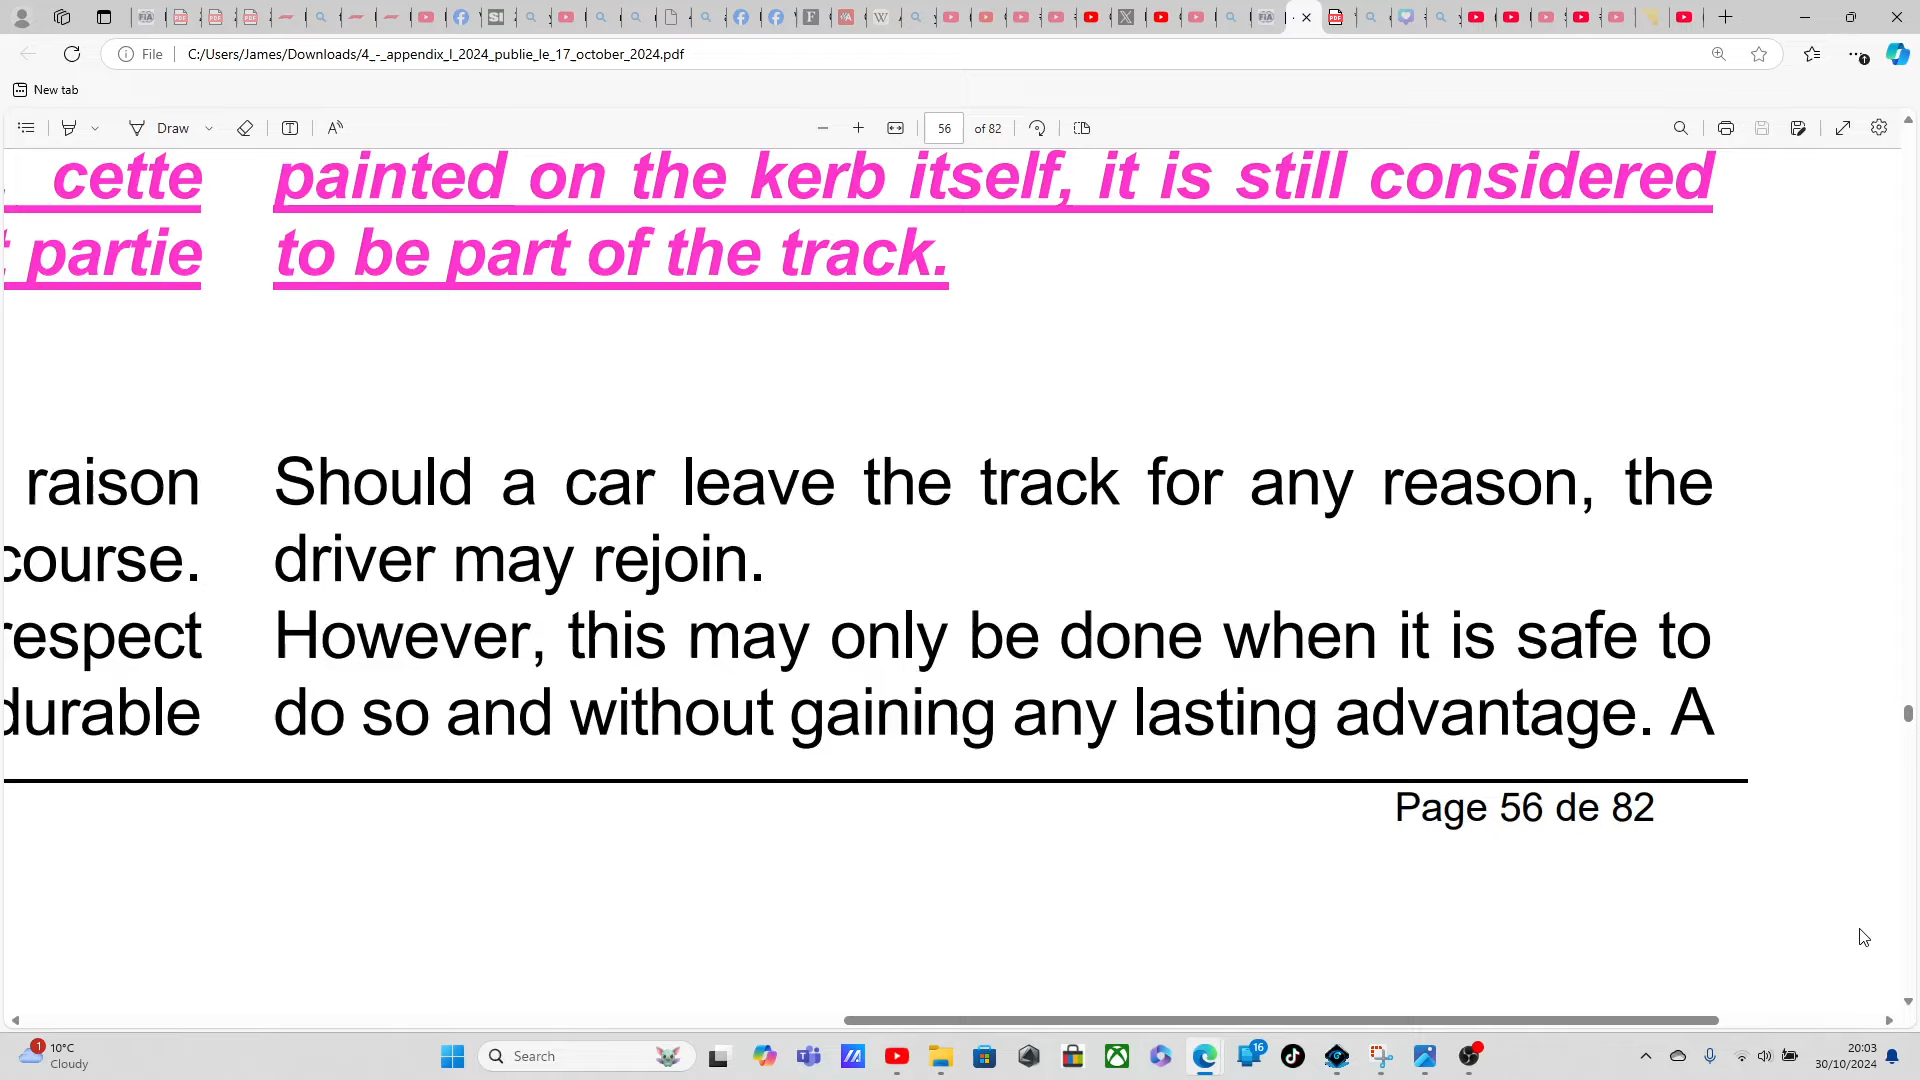 File
C:/Users/James/Downloads/4_-_appendix_l_2024_publie_le_17_october_2024.pdf
New tab
Draw
56 of 82
cette
partie
painted on the kerb itself, it is still considered
to be part of the track.
raison
course.
respect
durable
Should a car leave the track for any reason, the
driver may rejoin.
However, this may only be done when it is safe to
do so and without gaining any lasting advantage. A
Page 56 de 82
1
10°C
Cloudy
Search
16
20:03
30/10/2024